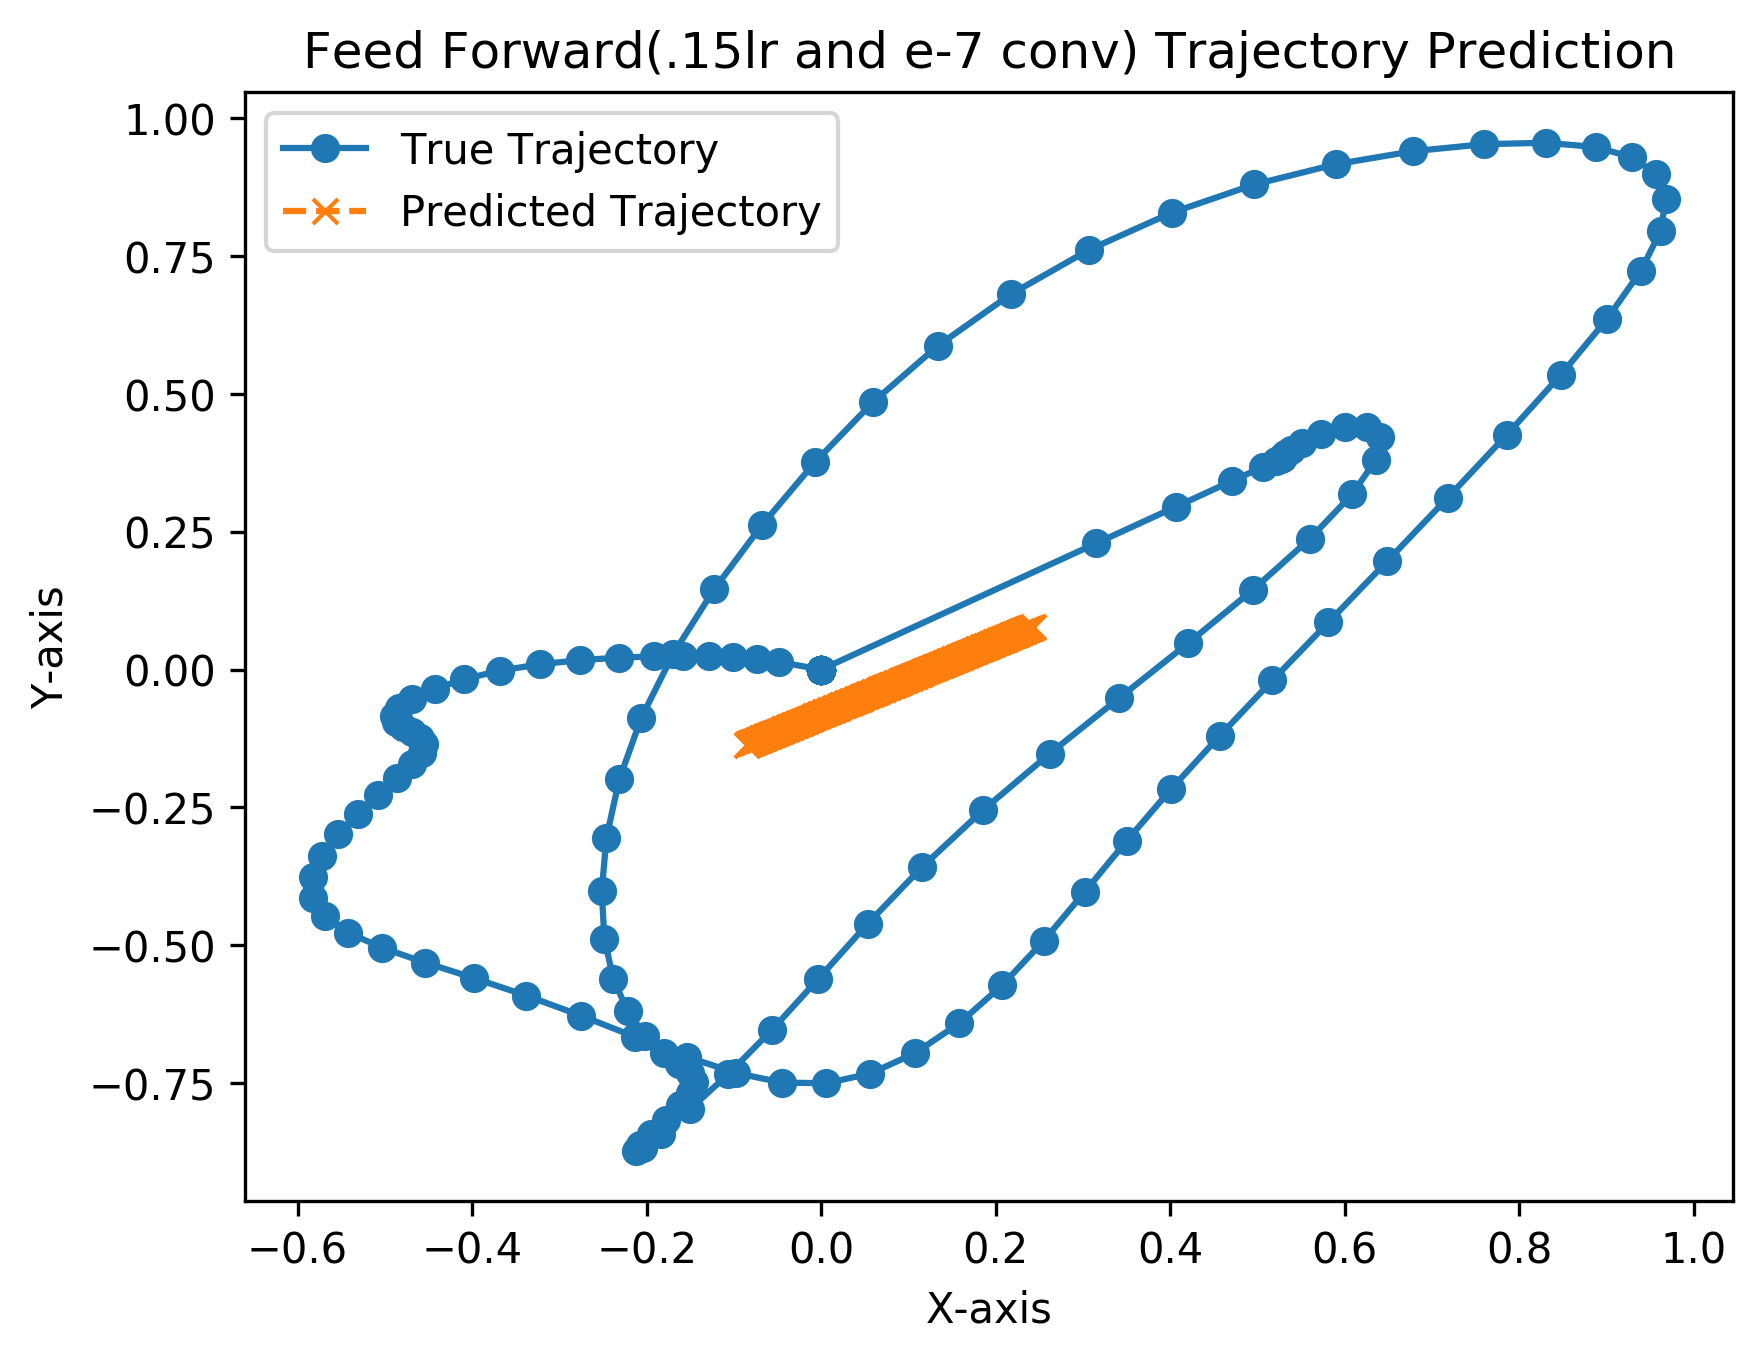 Feed Forward(.15lr and e-7 conv) Trajectory Prediction
True Trajectory
Predicted Trajectory
Y-axis
1.00
0.75
0.50
0.25
0.00
−0.25
−0.50
−0.75
−0.6 −0.4 −0.2 0.0 0.2 0.4 0.6 0.8 1.0
X-axis